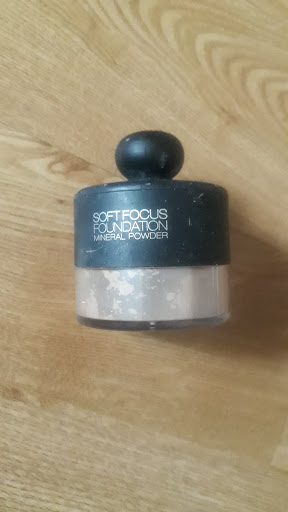 SOFT FOCUS
FOUNDATION
MINERAL POWDER